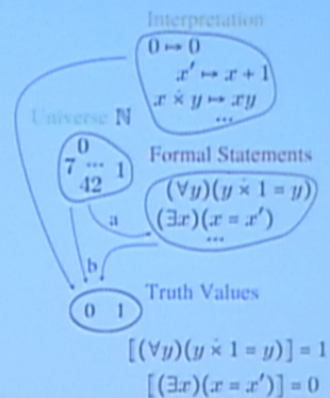 Interpretation
0 ↦ 0
x′ ↦ x + 1
x ×̇ y ↦ xy
...
Universe ℕ
0
7 ... 1
42
Formal Statements
(∀y)(y ×̇ 1 = y)
(∃x)(x = x′)
...
a
b
Truth Values
0 1
[(∀y)(y ×̇ 1 = y)] = 1
[(∃x)(x = x′)] = 0